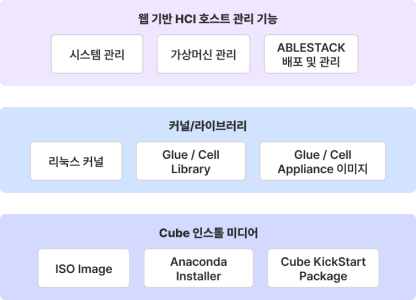 웹 기반 HCI 호스트 관리 기능
시스템 관리
가상머신 관리
ABLESTACK
배포 및 관리
커널/라이브러리
리눅스 커널
Glue / Cell
Library
Glue / Cell
Appliance 이미지
Cube 인스톨 미디어
ISO Image
Anaconda
Installer
Cube KickStart
Package